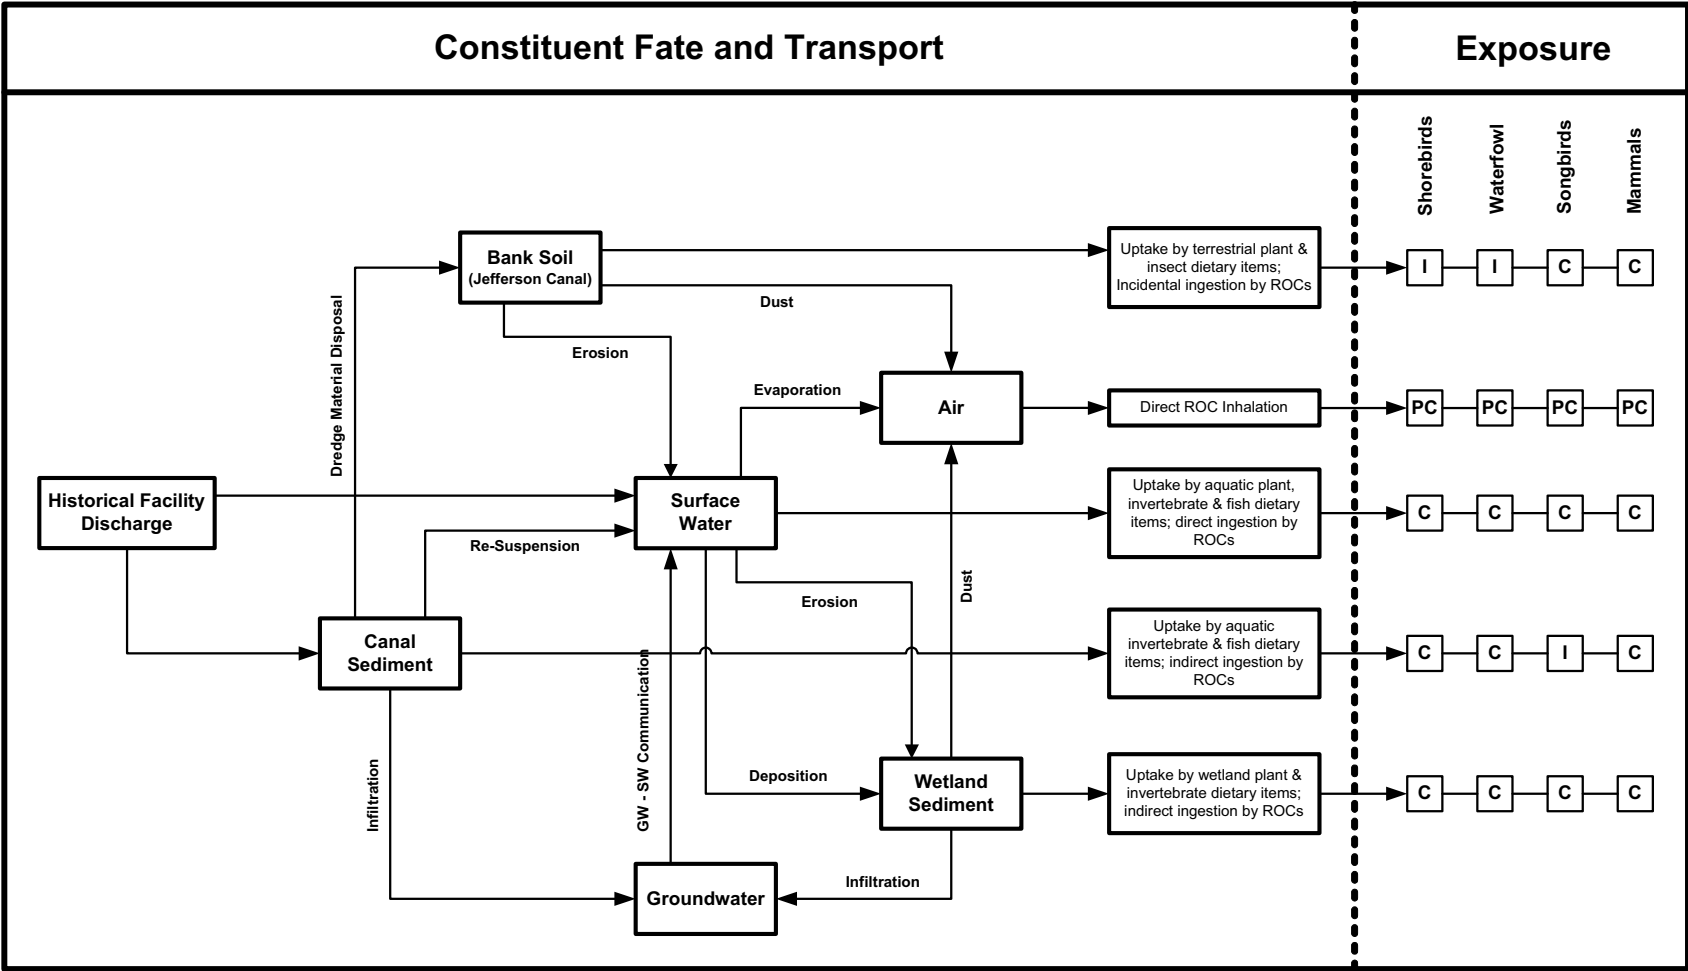 Constituent Fate and Transport
Exposure
Shorebirds
Waterfowl
Songbirds
Mammals
Bank Soil
(Jefferson Canal)
Uptake by terrestrial plant &
insect dietary items;
Incidental ingestion by ROCs
I
I
C
C
Dust
Dredge Material Disposal
Erosion
Evaporation
Air
Direct ROC Inhalation
PC
PC
PC
PC
Historical Facility
Discharge
Surface
Water
Uptake by aquatic plant,
invertebrate & fish dietary
items; direct ingestion by
ROCs
C
C
C
C
Re-Suspension
Erosion
Dust
Canal
Sediment
Uptake by aquatic
invertebrate & fish dietary
items; indirect ingestion by
ROCs
C
C
I
C
GW - SW Communication
Infiltration
Deposition
Wetland
Sediment
Uptake by wetland plant &
invertebrate dietary items;
indirect ingestion by ROCs
C
C
C
C
Infiltration
Groundwater